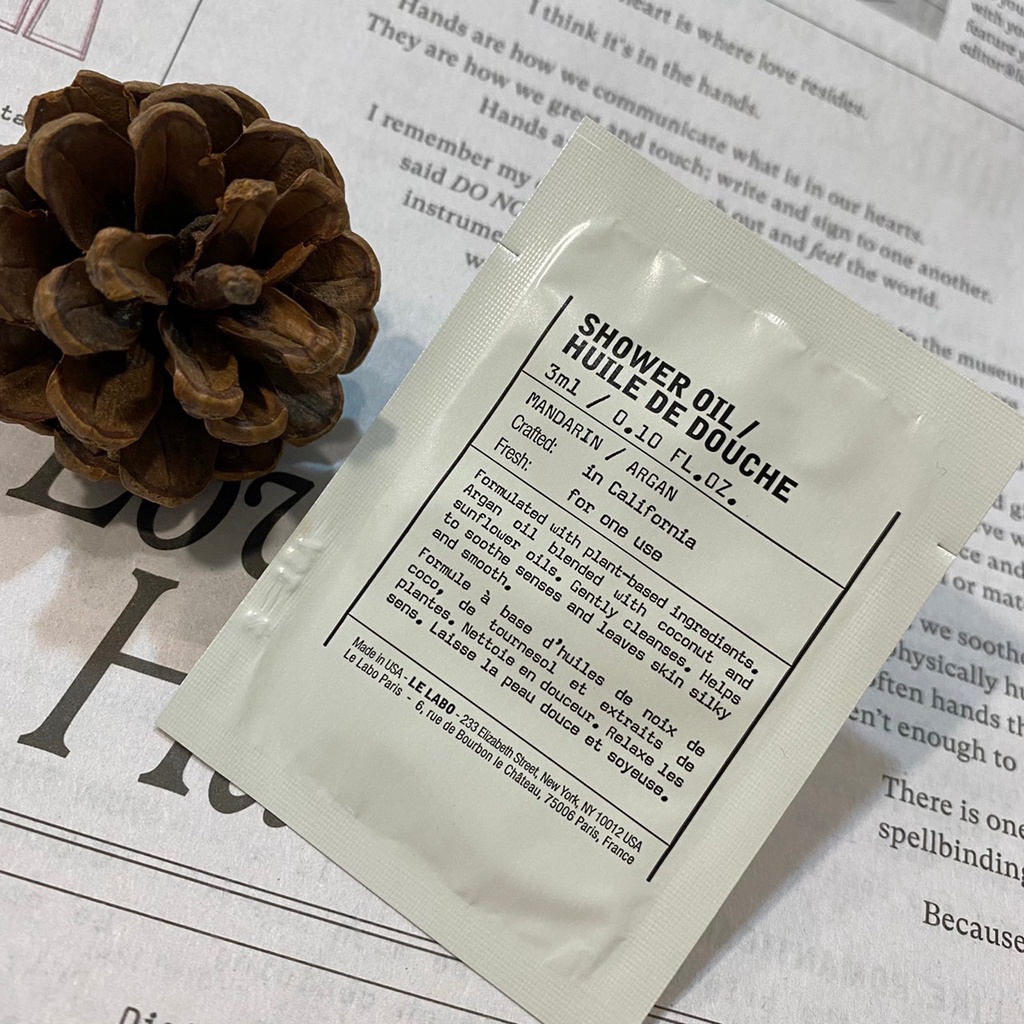 heart is where love resides.
I think it's in the hands.
Hands are how we communicate what is in our hearts.
They are how we greet and touch; write and sign to one another.
Hands a out and feel the world.
I remember my
said DO NO
instrume
the museum
SHOWER OIL /
HUILE DE DOUCHE
3ml / 0.10 FL.OZ.
MANDARIN / ARGAN
Crafted: in California
Fresh: for one use
Formulated with plant-based ingredients.
Argan oil blended with coconut and
sunflower oils. Gently cleanses. Helps
to soothe senses and leaves skin silky
and smooth.
Formule à base d'huiles de noix de
coco, de tournesol et extraits de
plantes. Nettoie en douceur. Relaxe les
sens. Laisse la peau douce et soyeuse.
Made in USA - LE LABO - 233 Elizabeth Street, New York, NY 10012 USA
Le Labo Paris - 6, rue de Bourbon le Château, 75006 Paris, France
or mat
we soothe
physically hu
often hands th
en't enough to
There is one
spellbinding
Because